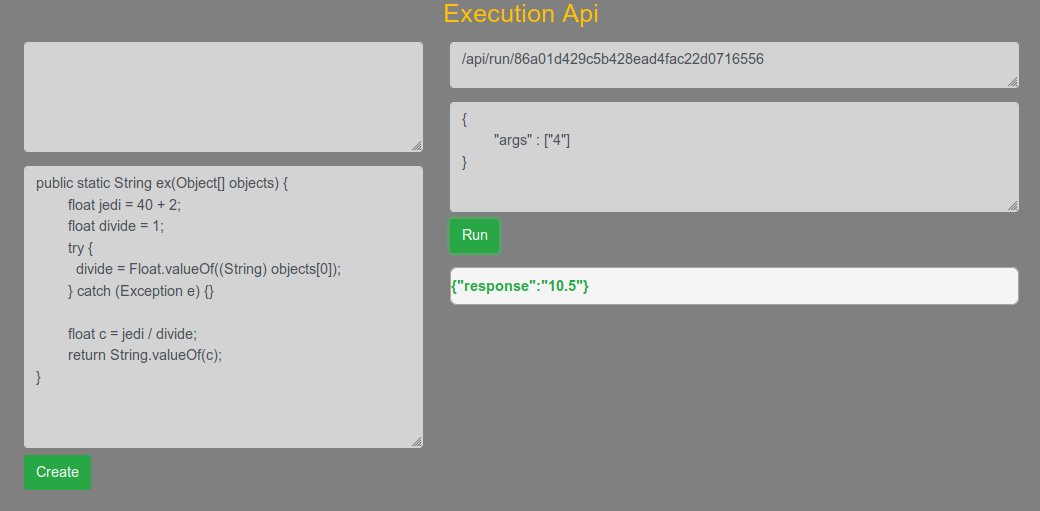 Execution Api
public static String ex(Object[] objects) {
float jedi = 40 + 2;
float divide = 1;
try {
divide = Float.valueOf((String) objects[0]);
} catch (Exception e) {}
float c = jedi / divide;
return String.valueOf(c);
}
Create
/api/run/86a01d429c5b428ead4fac22d0716556
{
"args" : ["4"]
}
Run
{"response":"10.5"}